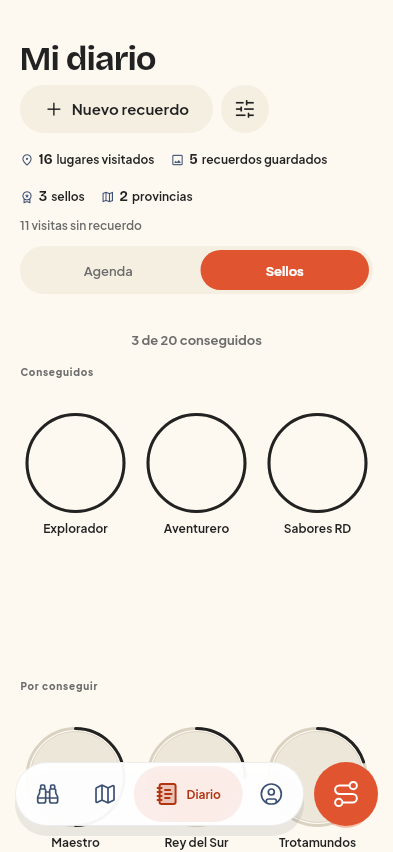 Mi diario
Nuevo recuerdo
16 lugares visitados 5 recuerdos guardados
3 sellos 2 provincias
11 visitas sin recuerdo
Agenda Sellos
3 de 20 conseguidos
Conseguidos
Explorador Aventurero Sabores RD
Por conseguir
Diario
Maestro Rey del Sur Trotamundos